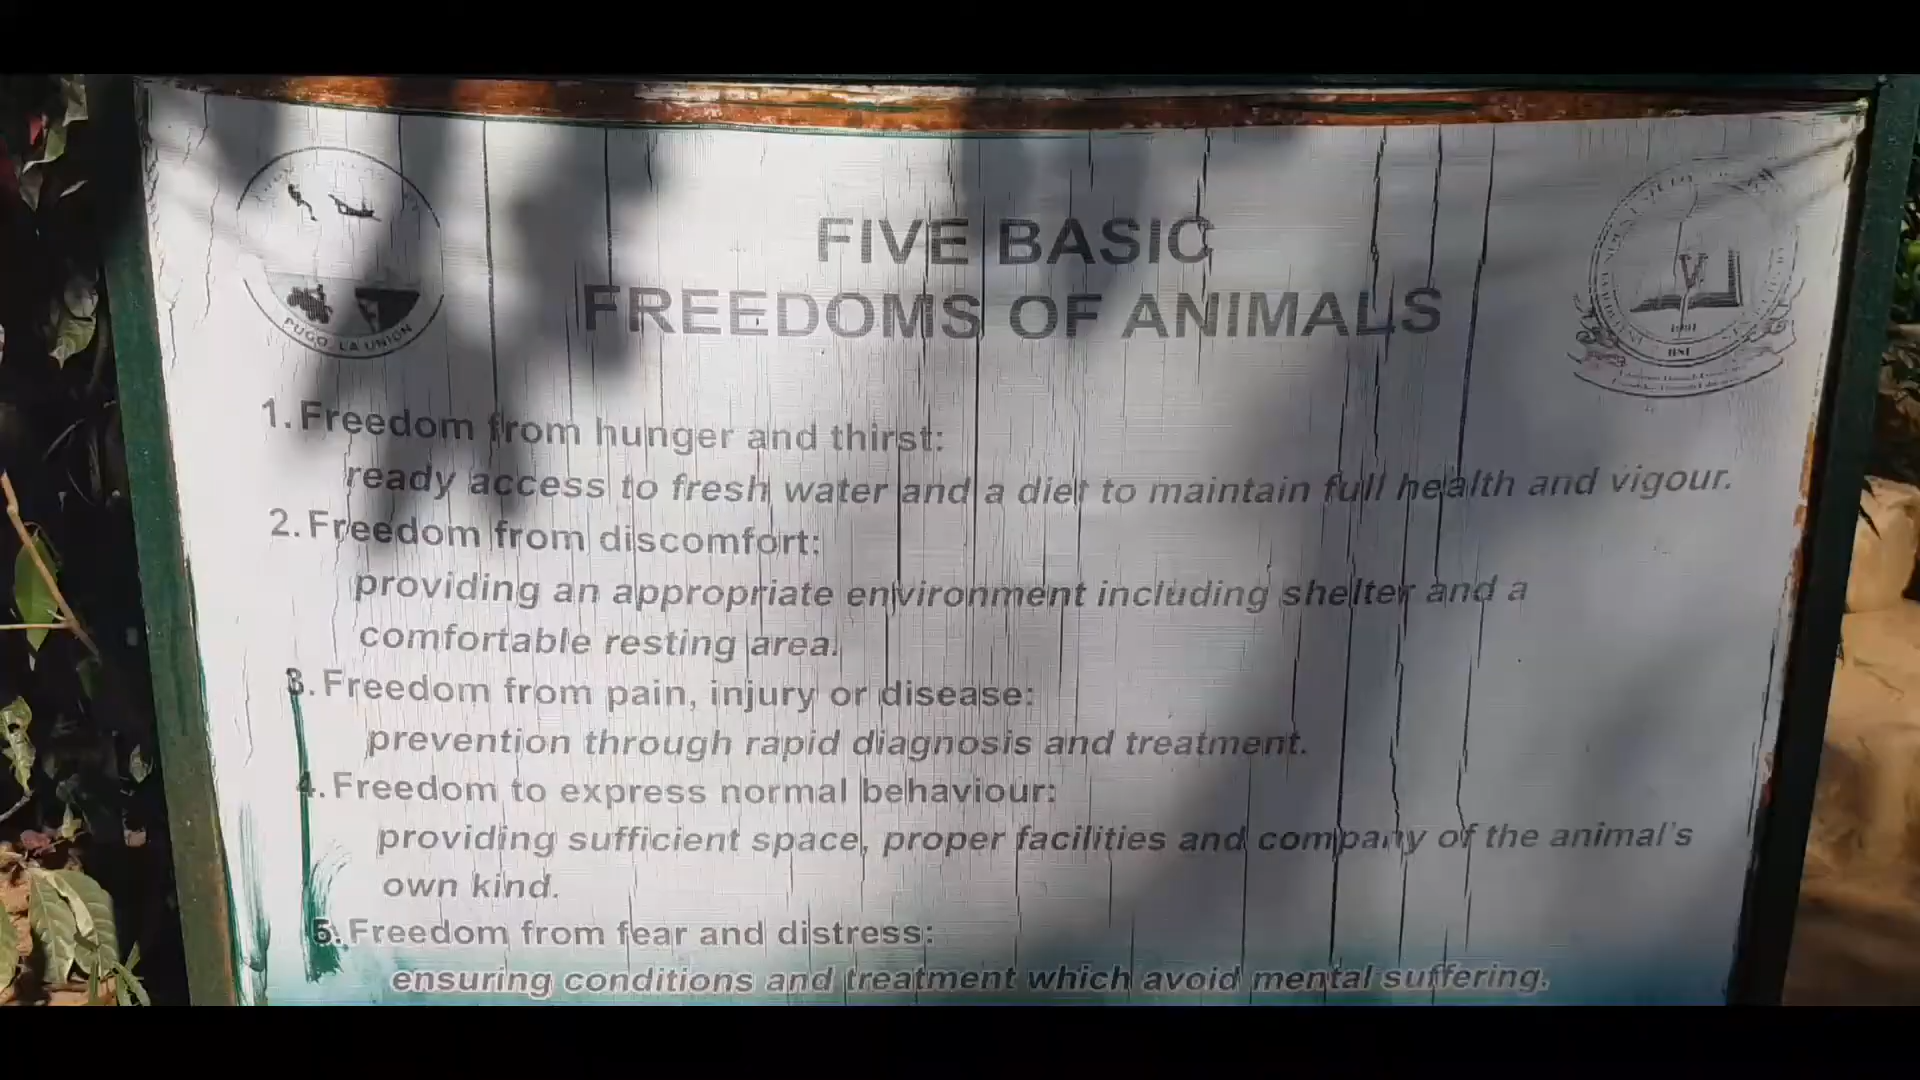 PUGO, LA UNION
FIVE BASIC
FREEDOMS OF ANIMALS
1. Freedom from hunger and thirst:
ready access to fresh water and a diet to maintain full health and vigour.
2. Freedom from discomfort:
providing an appropriate environment including shelter and a
comfortable resting area.
3. Freedom from pain, injury or disease:
prevention through rapid diagnosis and treatment.
4. Freedom to express normal behaviour:
providing sufficient space, proper facilities and company of the animal's
own kind.
5. Freedom from fear and distress:
ensuring conditions and treatment which avoid mental suffering.